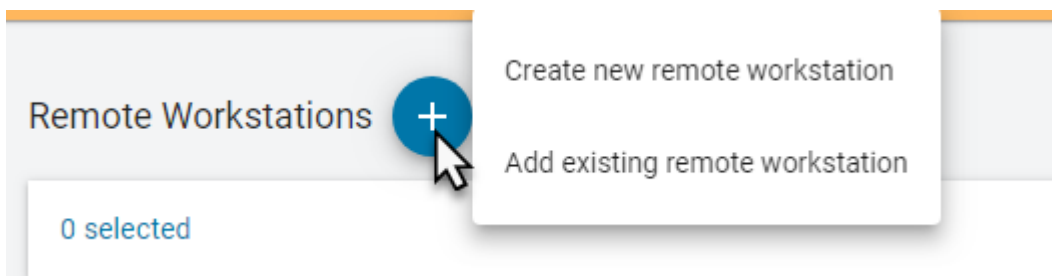 Create new remote workstation
Remote Workstations +
Add existing remote workstation
0 selected